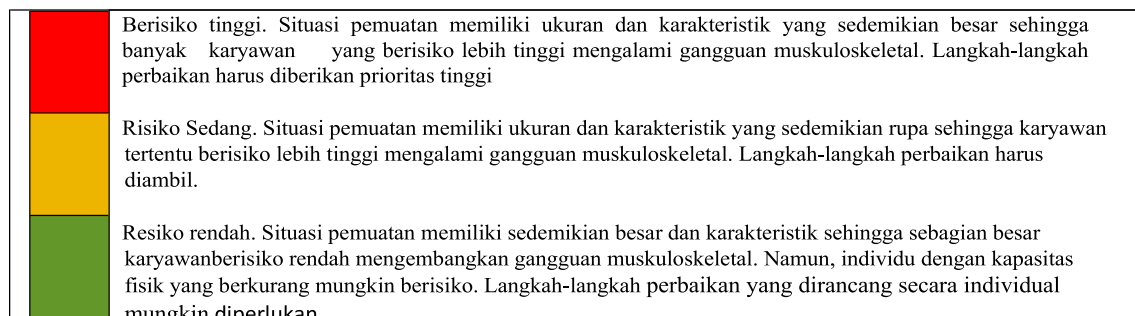 Berisiko tinggi. Situasi pemuatan memiliki ukuran dan karakteristik yang sedemikian besar sehingga
banyak karyawan yang berisiko lebih tinggi mengalami gangguan muskuloskeletal. Langkah-langkah
perbaikan harus diberikan prioritas tinggi
Risiko Sedang. Situasi pemuatan memiliki ukuran dan karakteristik yang sedemikian rupa sehingga karyawan
tertentu berisiko lebih tinggi mengalami gangguan muskuloskeletal. Langkah-langkah perbaikan harus
diambil.
Resiko rendah. Situasi pemuatan memiliki sedemikian besar dan karakteristik sehingga sebagian besar
karyawanberisiko rendah mengembangkan gangguan muskuloskeletal. Namun, individu dengan kapasitas
fisik yang berkurang mungkin berisiko. Langkah-langkah perbaikan yang dirancang secara individual
mungkin diperlukan